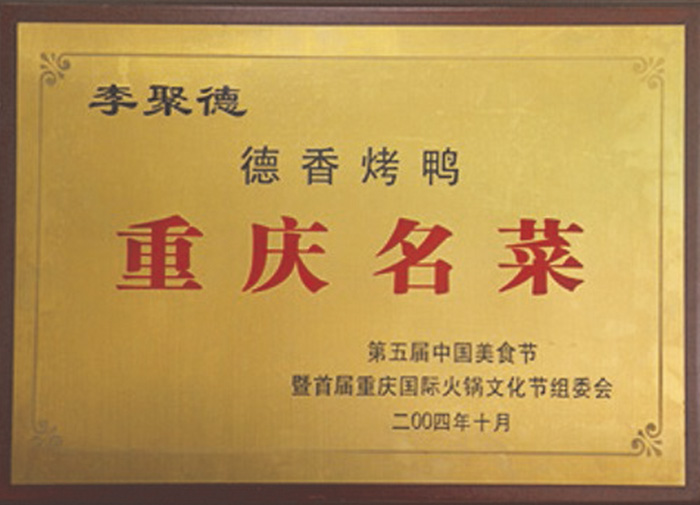 李聚德
德香烤鸭
重庆名菜
第五届中国美食节
暨首届重庆国际火锅文化节组委会
二00四年十月